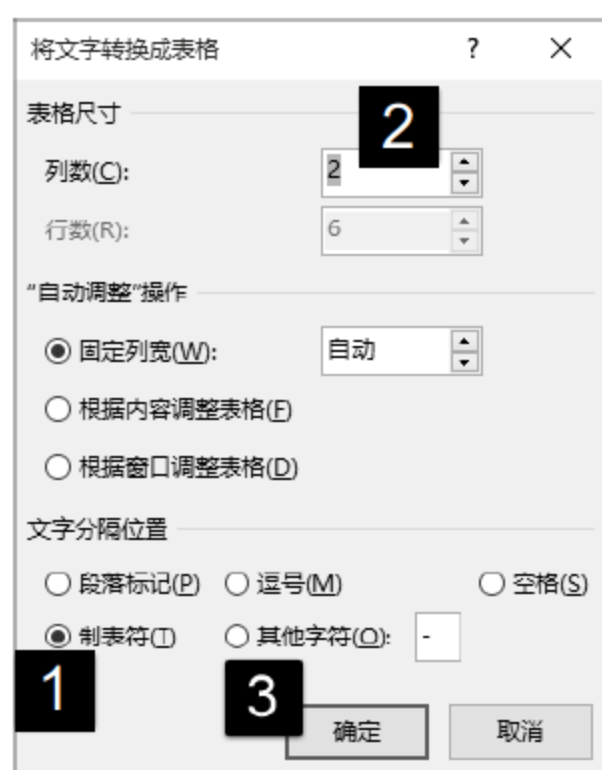 将文字转换成表格 ? ×
表格尺寸
2
列数(C): 2
行数(R): 6
“自动调整”操作
固定列宽(W): 自动
根据内容调整表格(F)
根据窗口调整表格(D)
文字分隔位置
段落标记(P) 逗号(M) 空格(S)
制表符(T) 其他字符(O): -
1 3
确定 取消